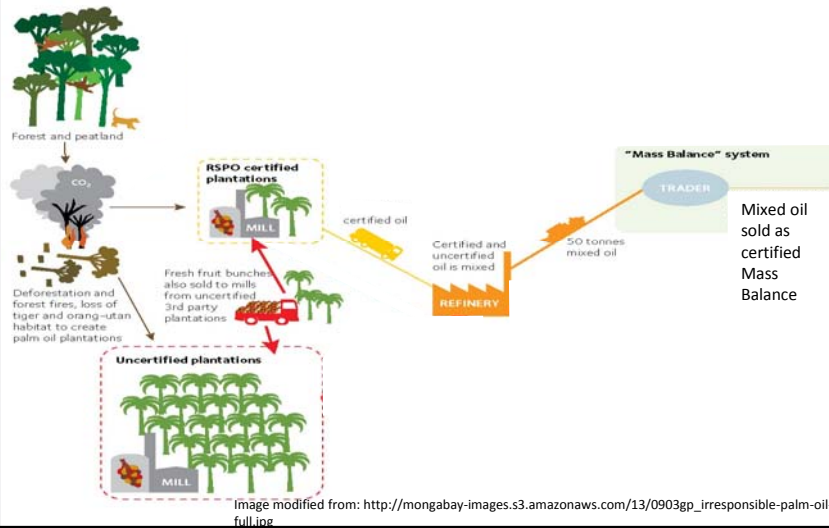 Forest and peatland
CO₂
Deforestation and
forest fires, loss of
tiger and orang-utan
habitat to create
palm oil plantations
RSPO certified
plantations
MILL
Fresh fruit bunches
also sold to mills
from uncertified
3rd party
plantations
Uncertified plantations
MILL
certified oil
Certified and
uncertified
oil is mixed
REFINERY
50 tonnes
mixed oil
"Mass Balance" system
TRADER
Mixed oil
sold as
certified
Mass
Balance
Image modified from: http://mongabay-images.s3.amazonaws.com/13/0903gp_irresponsible-palm-oil
full.jpg